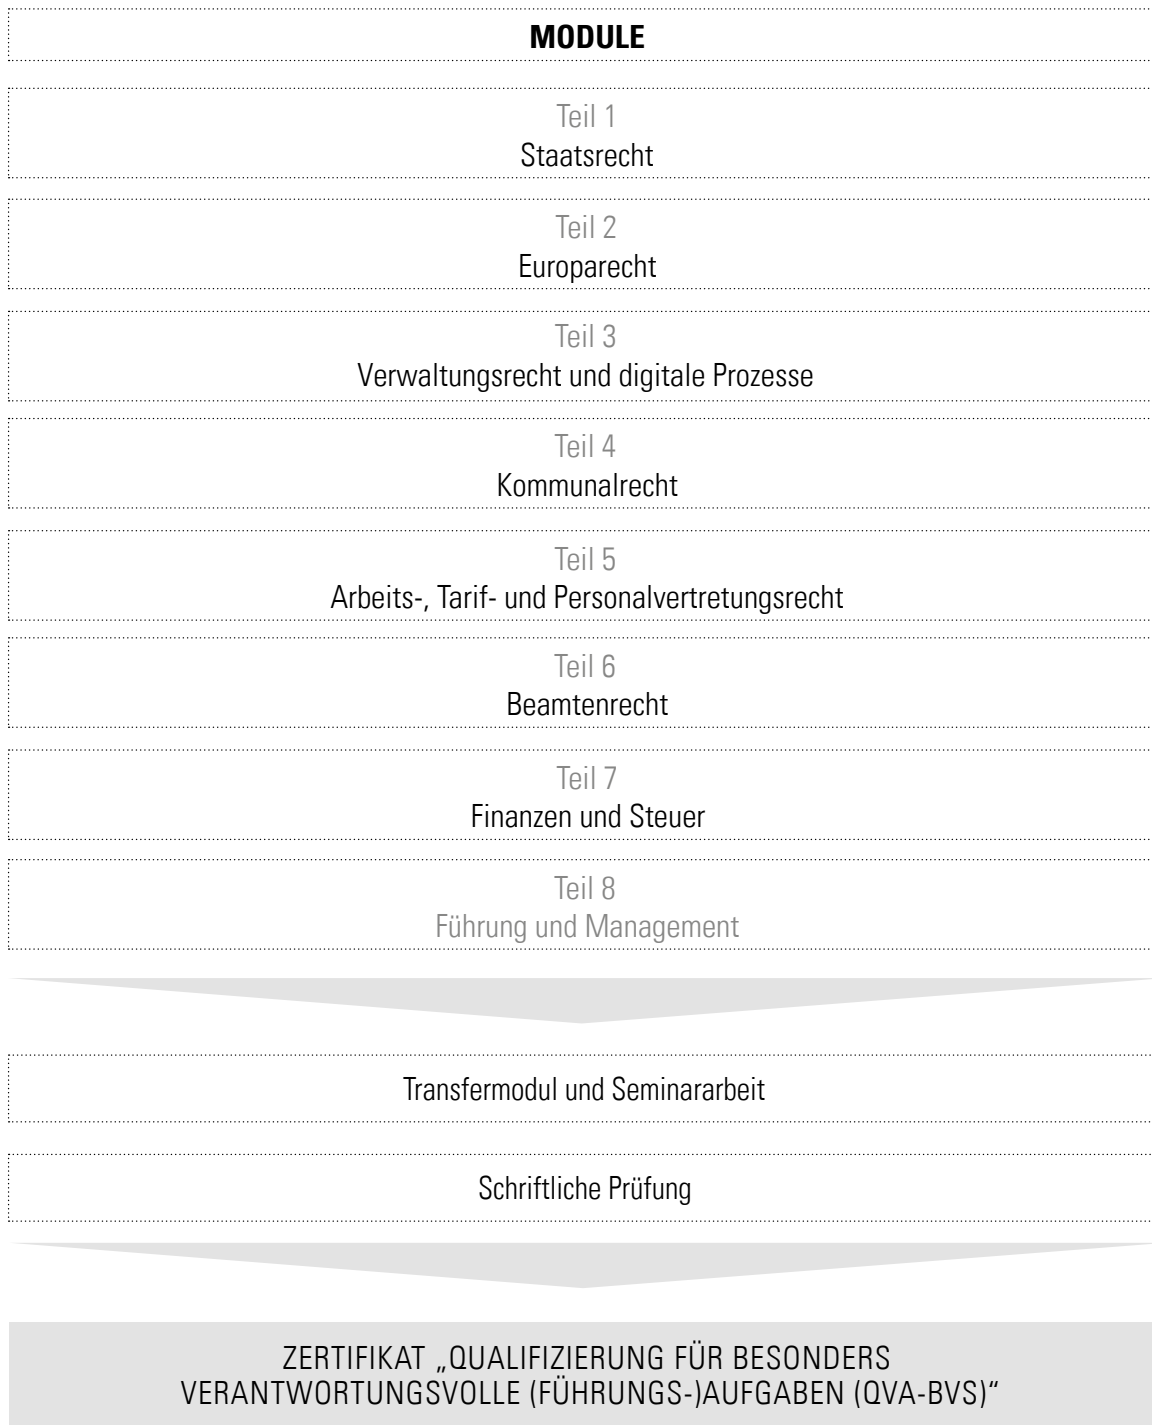 MODULE
Teil 1
Staatsrecht
Teil 2
Europarecht
Teil 3
Verwaltungsrecht und digitale Prozesse
Teil 4
Kommunalrecht
Teil 5
Arbeits-, Tarif- und Personalvertretungsrecht
Teil 6
Beamtenrecht
Teil 7
Finanzen und Steuer
Teil 8
Führung und Management
Transfermodul und Seminararbeit
Schriftliche Prüfung
ZERTIFIKAT „QUALIFIZIERUNG FÜR BESONDERS
VERANTWORTUNGSVOLLE (FÜHRUNGS-)AUFGABEN (QVA-BVS)“